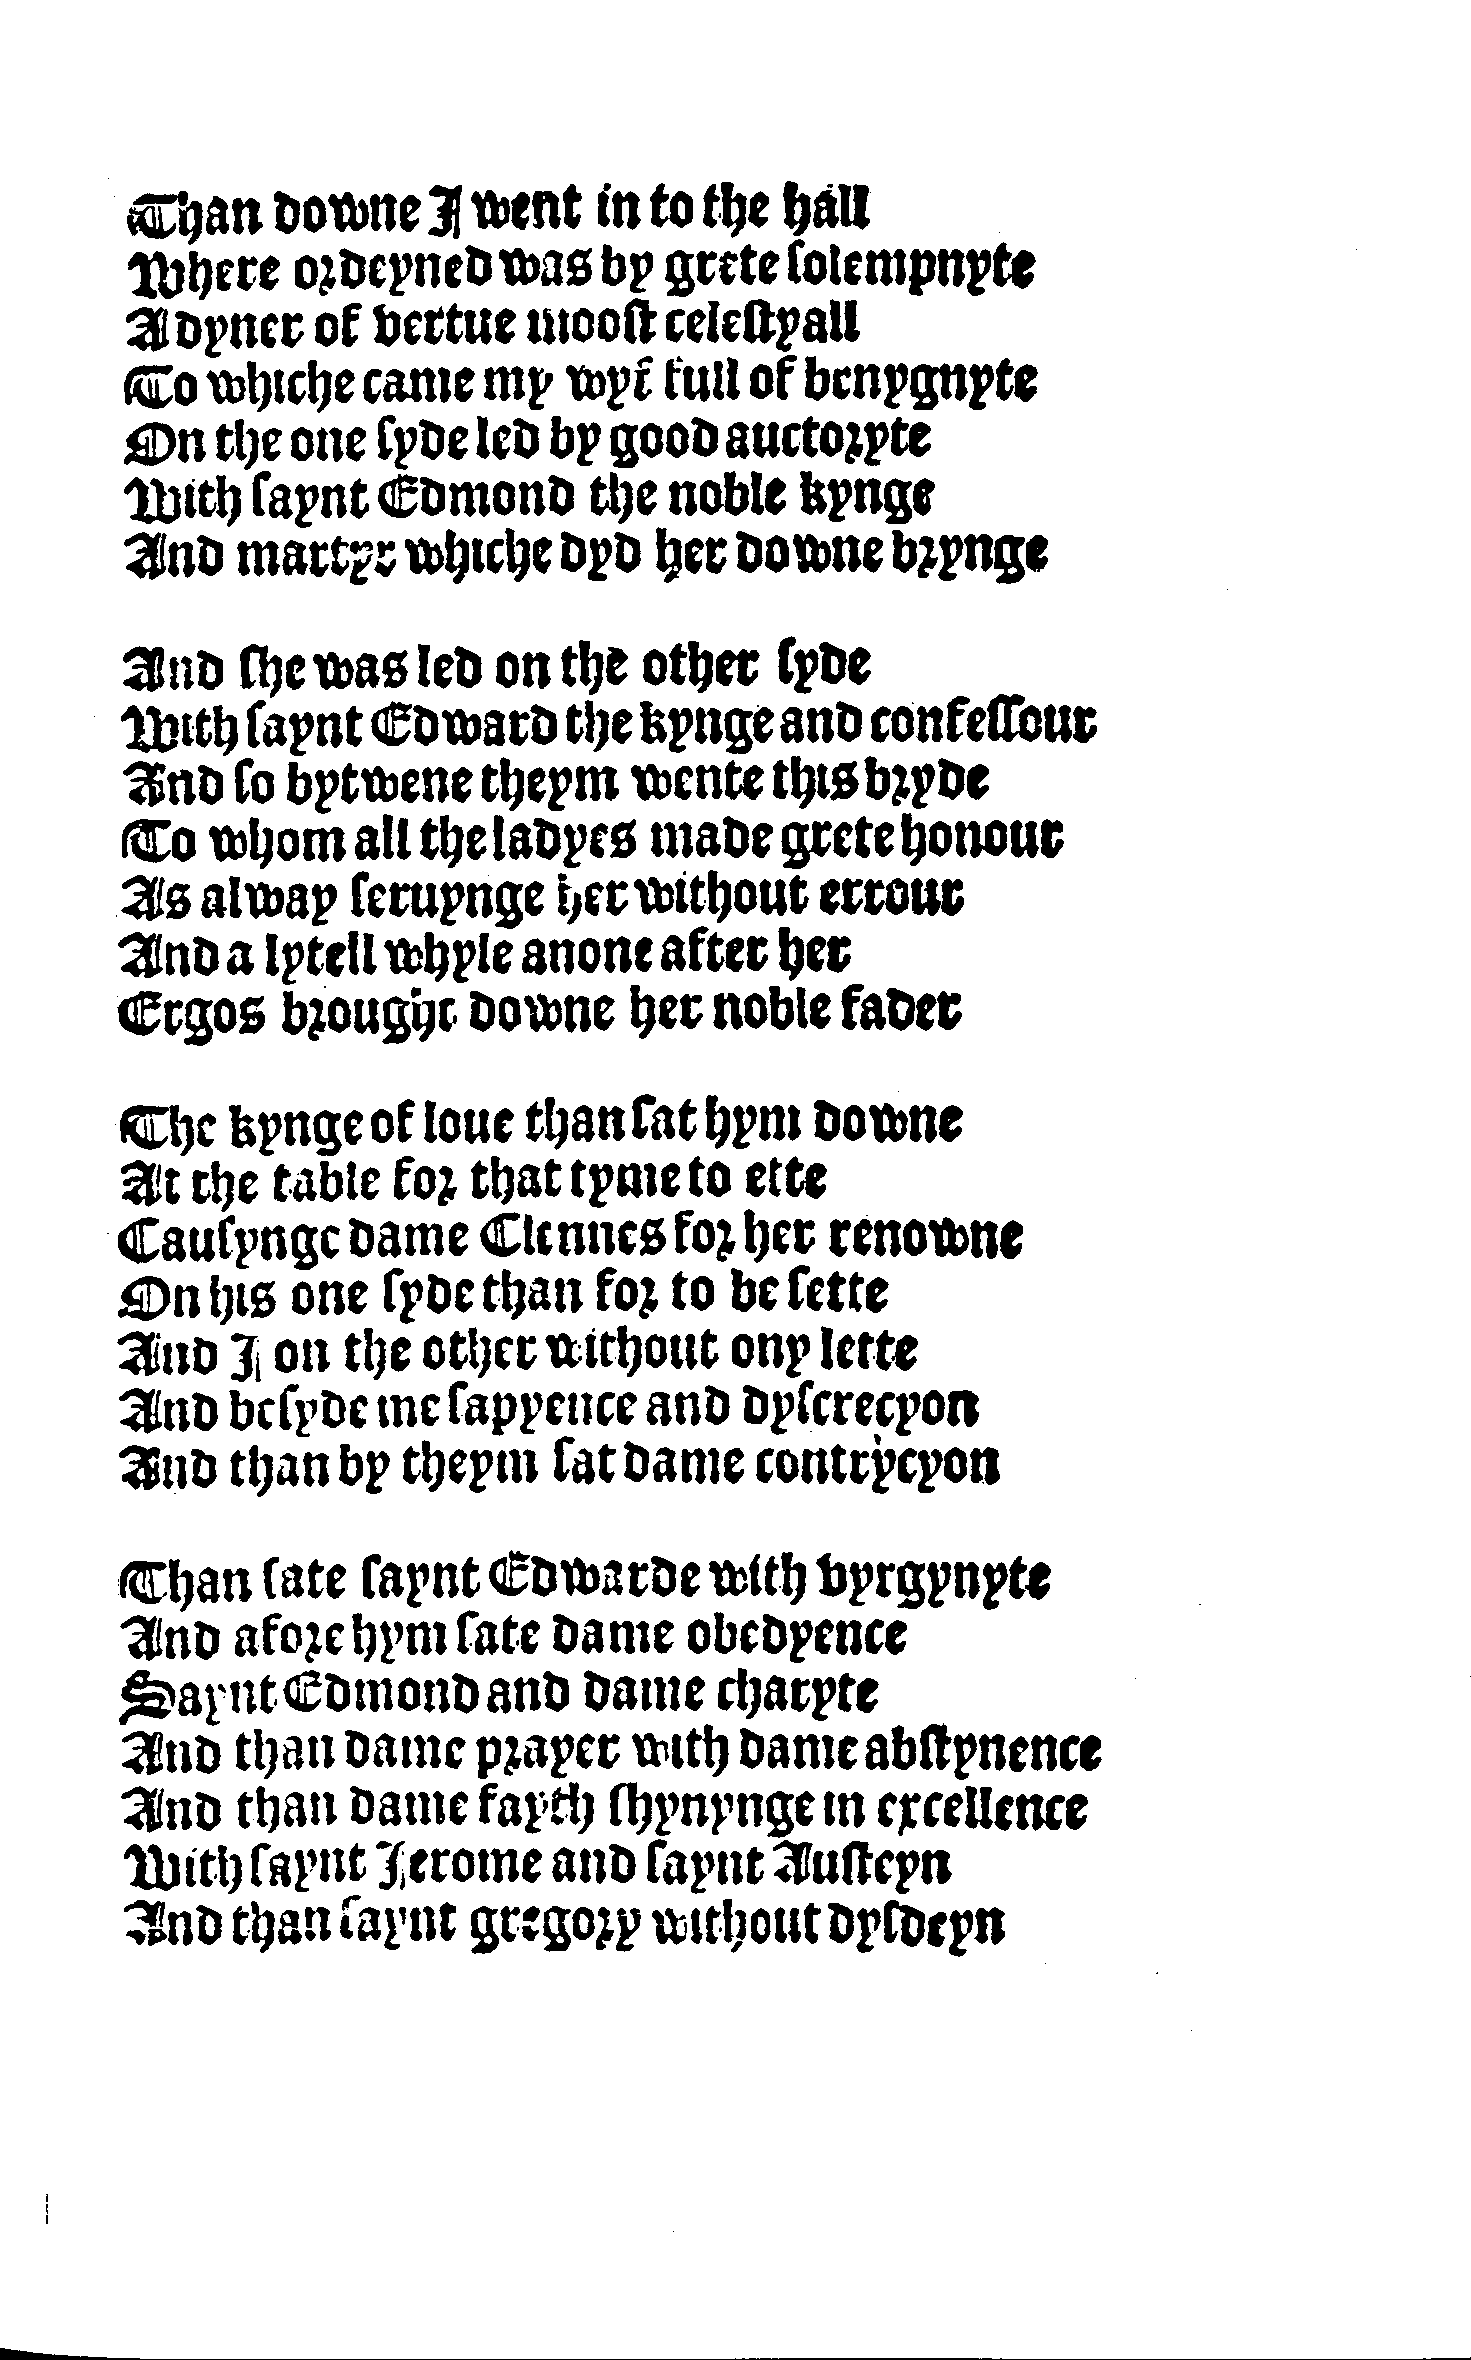 Than downe I went in to the hall
Where ordeyned was by grete ſolempnyte
A dyner of vertue mooſt celeſtyall
To whiche came my wyf full of benygnyte
On the one ſyde led by good auctoryte
With ſaynt Edmond the noble kynge
And martyr whiche dyd her downe brynge

And ſhe was led on the other ſyde
With ſaynt Edward the kynge and confeſſour
And ſo bytwene theym wente this bryde
To whom all the ladyes made grete honour
As alway ſeruynge her without errour
And a lytell whyle anone after her
Ergos brought downe her noble fader

The kynge of loue than ſat hym downe
At the table for that tyme to ette
Cauſynge dame Clennes for her renowne
On his one ſyde than for to be ſette
And I on the other without ony lette
And beſyde me ſapyence and dyſcrecyon
And than by theym ſat dame contrycyon

Than ſate ſaynt Edwarde with vyrgynyte
And afore hym ſate dame obedyence
Saynt Edmond and dame charyte
And than dame prayer with dame abſtynence
And than dame fayth ſhynynge in excellence
With ſaynt Jerome and ſaynt Auſteyn
And than ſaynt gregory without dyſdeyn